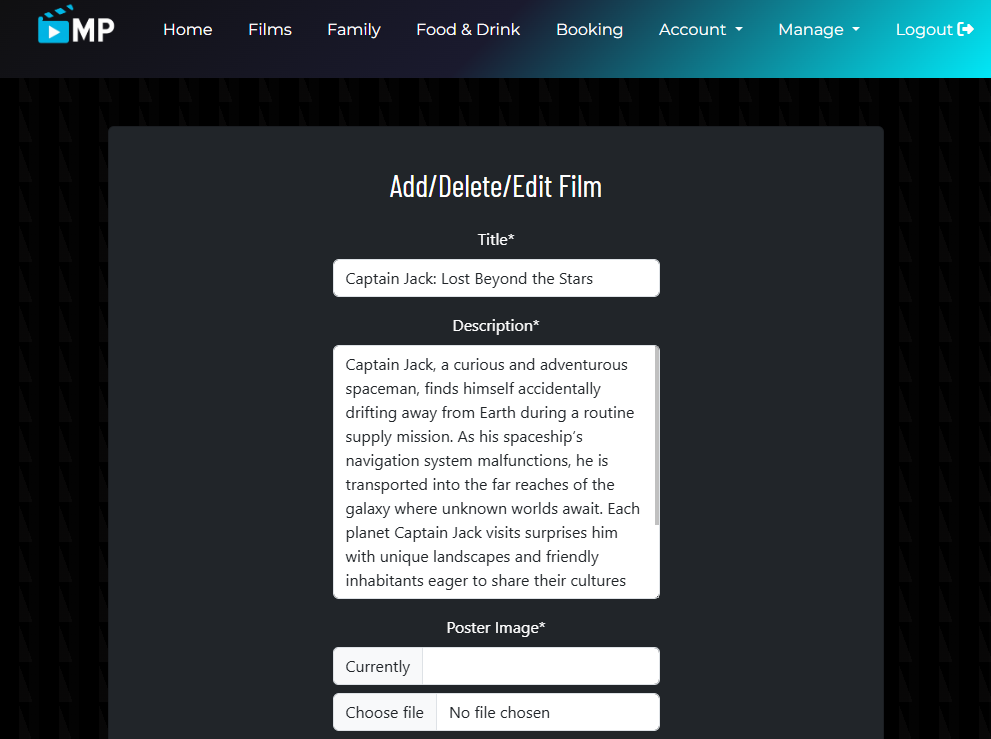 MP Home Films Family Food & Drink Booking Account Manage Logout
Add/Delete/Edit Film
Title*
Captain Jack: Lost Beyond the Stars
Description*
Captain Jack, a curious and adventurous
spaceman, finds himself accidentally
drifting away from Earth during a routine
supply mission. As his spaceship’s
navigation system malfunctions, he is
transported into the far reaches of the
galaxy where unknown worlds await. Each
planet Captain Jack visits surprises him
with unique landscapes and friendly
inhabitants eager to share their cultures
Poster Image*
Currently
Choose file No file chosen